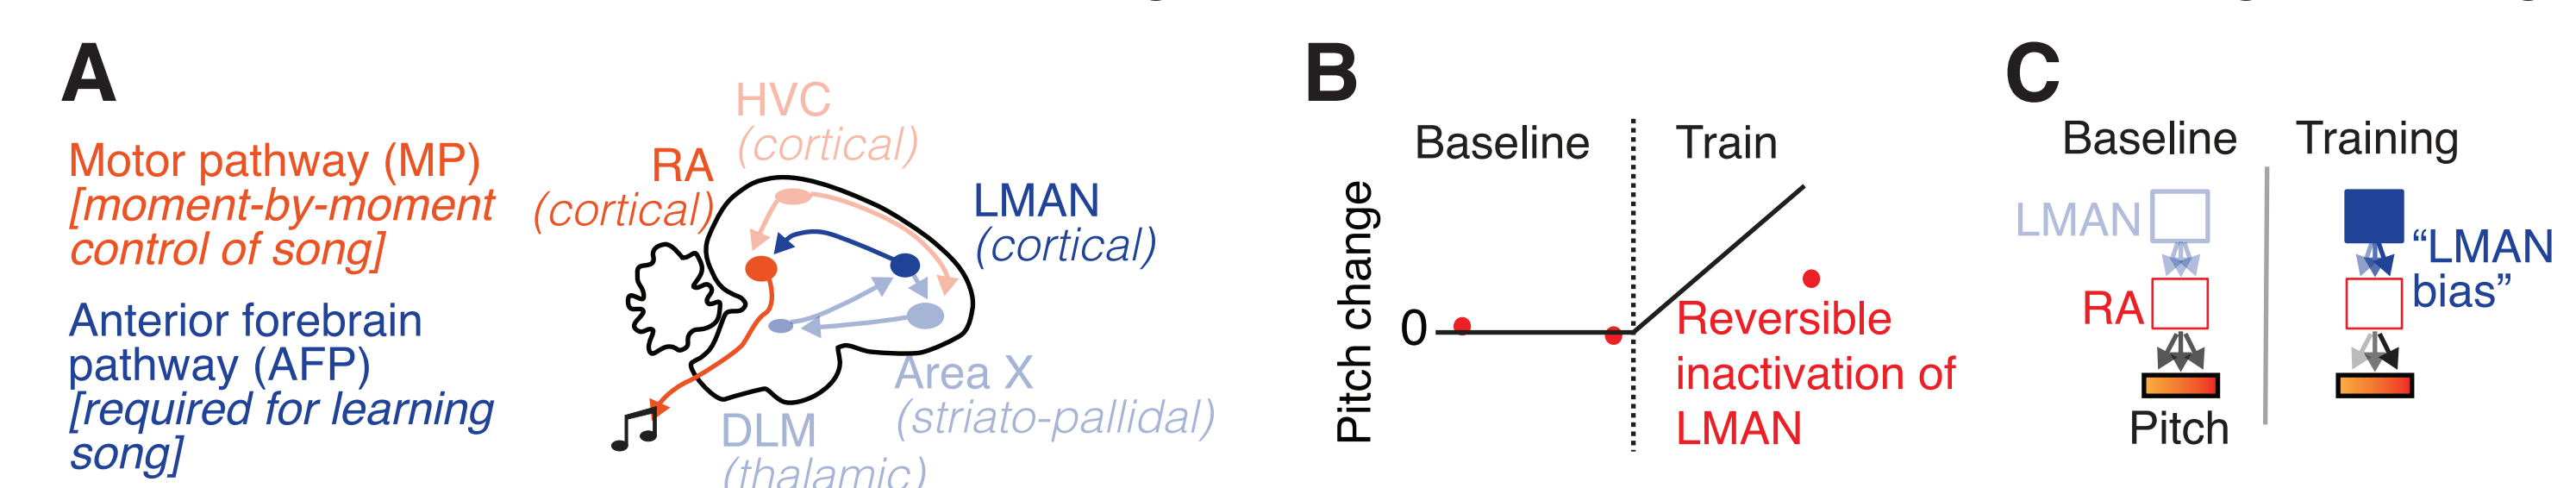 A
Motor pathway (MP)
[moment-by-moment
control of song]
Anterior forebrain
pathway (AFP)
[required for learning
song]
HVC
(cortical)
RA
(cortical)
LMAN
(cortical)
Area X
(striato-pallidal)
DLM
(thalamic)
B
Baseline
Train
Pitch change
0
Reversible
inactivation of
LMAN
C
Baseline
Training
LMAN
RA
Pitch
“LMAN
bias”